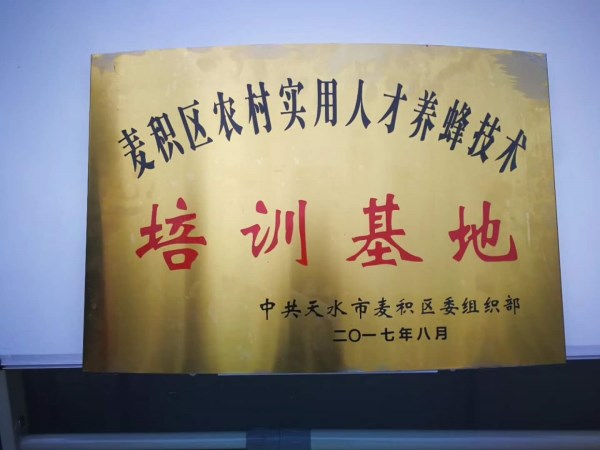 麦积区农村实用人才养蜂技术
培训基地
中共天水市麦积区委组织部
二〇一七年八月